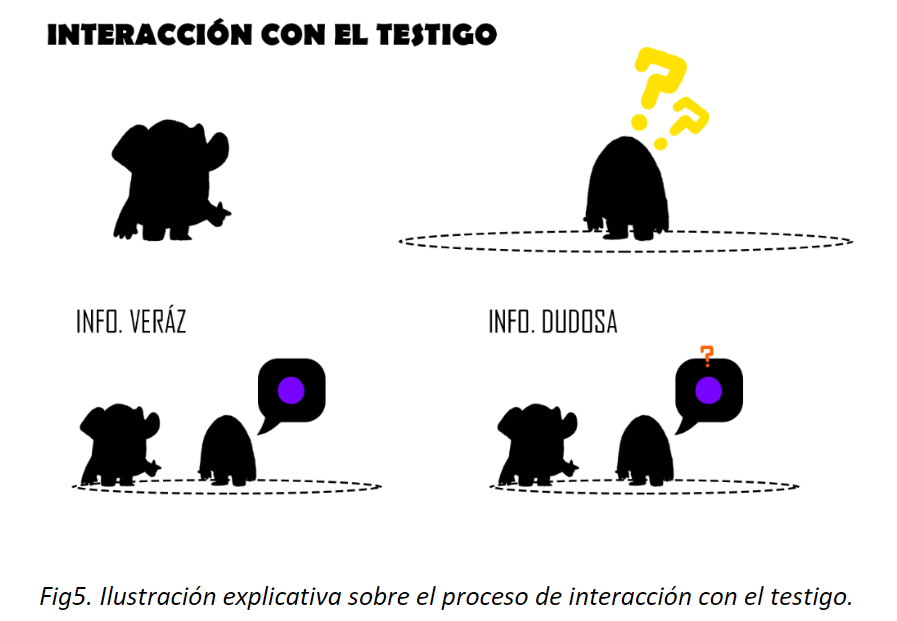 INTERACCIÓN CON EL TESTIGO
??
INFO. VERÁZ
INFO. DUDOSA
?
Fig5. Ilustración explicativa sobre el proceso de interacción con el testigo.